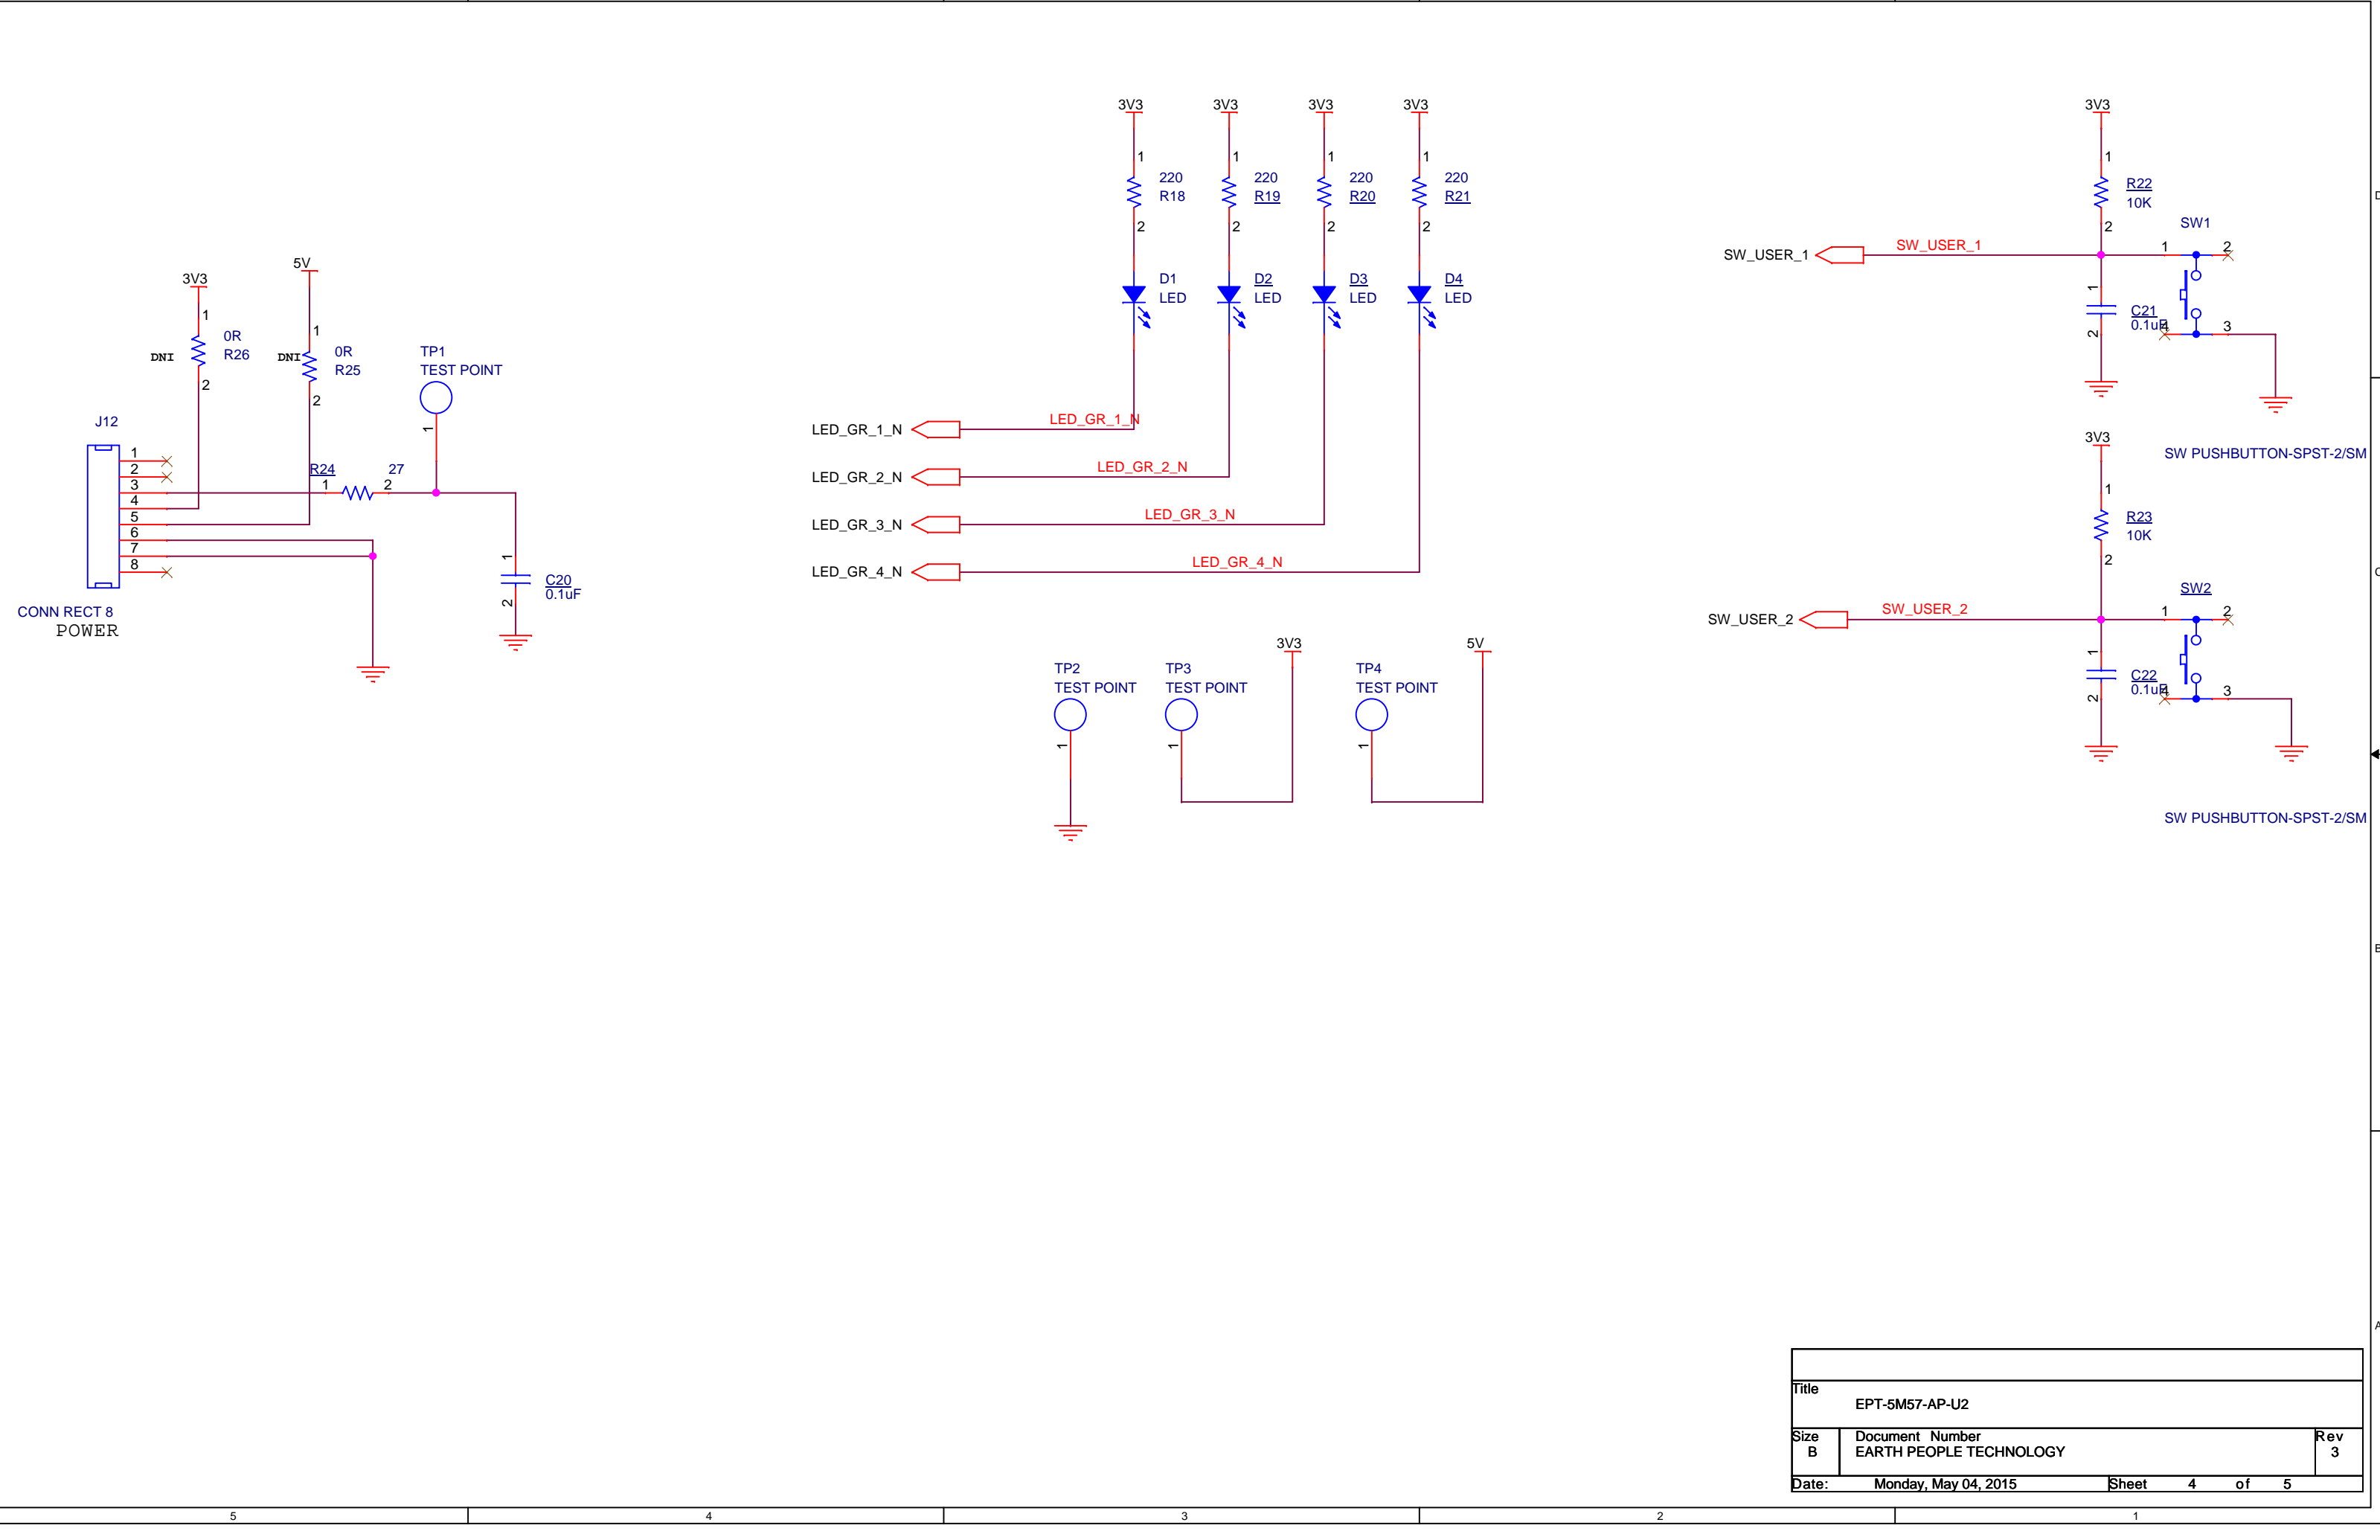 3V3
1
0R
R26
DNI
2
5V
1
0R
R25
DNI
2
TP1
TEST POINT
1
J12
1
2
3
4
5
6
7
8
R24
27
1
2
CONN RECT 8
POWER
1
C20
0.1uF
2
3V3
3V3
3V3
3V3
1
1
1
1
220
R18
220
R19
220
R20
220
R21
2
2
2
2
D1
LED
D2
LED
D3
LED
D4
LED
LED_GR_1_N
LED_GR_1_N
LED_GR_2_N
LED_GR_2_N
LED_GR_3_N
LED_GR_3_N
LED_GR_4_N
LED_GR_4_N
TP2
TEST POINT
1
TP3
TEST POINT
1
3V3
TP4
TEST POINT
1
5V
3V3
1
R22
10K
2
SW1
SW_USER_1
SW_USER_1
1
2
1
C21
0.1uF
2
4
3
SW PUSHBUTTON-SPST-2/SM
3V3
1
R23
10K
2
SW2
SW_USER_2
SW_USER_2
1
2
1
C22
0.1uF
2
4
3
SW PUSHBUTTON-SPST-2/SM
D
C
B
A
Title
EPT-5M57-AP-U2
Size
B
Document Number
EARTH PEOPLE TECHNOLOGY
Rev
3
Date:
Monday, May 04, 2015
Sheet
4
of
5
5
4
3
2
1